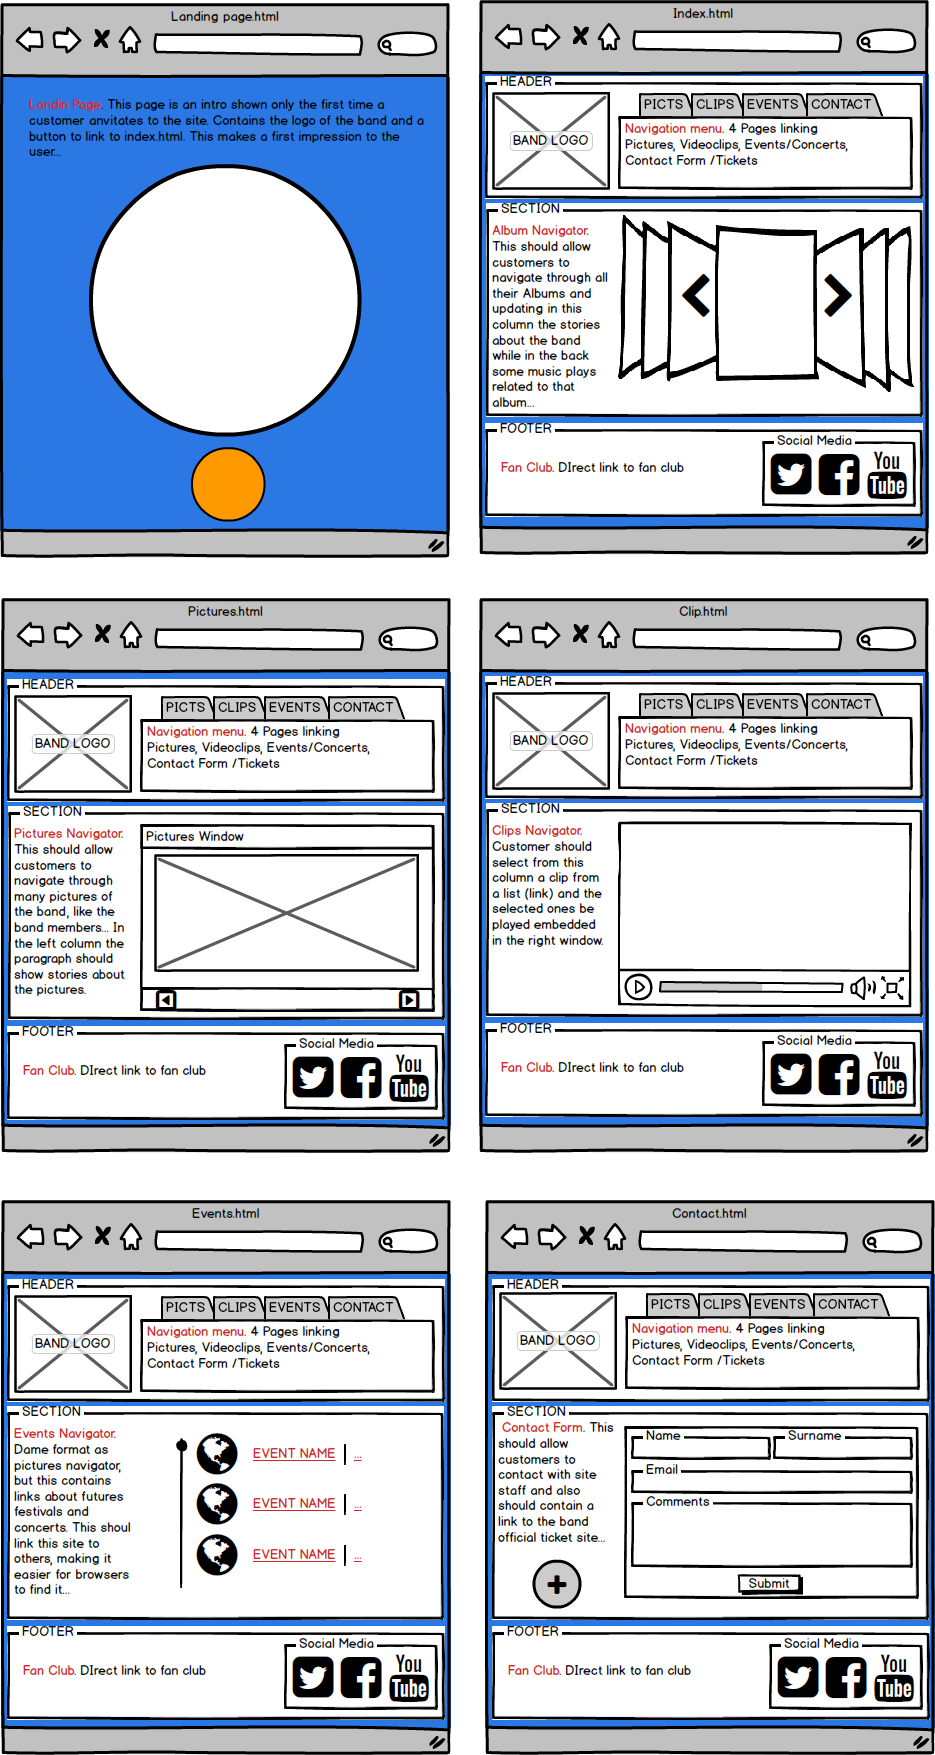 Landing page.html
Landin Page. This page is an intro shown only the first time a
customer anvitates to the site. Contains the logo of the band and a
button to link to index.html. This makes a first impression to the
user...
Index.html
HEADER
BAND LOGO
PICTS CLIPS EVENTS CONTACT
Navigation menu. 4 Pages linking
Pictures, Videoclips, Events/Concerts,
Contact Form /Tickets
SECTION
Album Navigator.
This should allow
customers to
navigate through all
their Albums and
updating in this
column the stories
about the band
while in the back
some music plays
related to that
album...
FOOTER
Fan Club. DIrect link to fan club
Social Media
You
Tube
Pictures.html
HEADER
BAND LOGO
PICTS CLIPS EVENTS CONTACT
Navigation menu. 4 Pages linking
Pictures, Videoclips, Events/Concerts,
Contact Form /Tickets
SECTION
Pictures Navigator.
This should allow
customers to
navigate through
many pictures of
the band, like the
band members... In
the left column the
paragraph should
show stories about
the pictures.
Pictures Window
FOOTER
Fan Club. DIrect link to fan club
Social Media
You
Tube
Clip.html
HEADER
BAND LOGO
PICTS CLIPS EVENTS CONTACT
Navigation menu. 4 Pages linking
Pictures, Videoclips, Events/Concerts,
Contact Form /Tickets
SECTION
Clips Navigator.
Customer should
select from this
column a clip from
a list (link) and the
selected ones be
played embedded
in the right window.
FOOTER
Fan Club. DIrect link to fan club
Social Media
You
Tube
Events.html
HEADER
BAND LOGO
PICTS CLIPS EVENTS CONTACT
Navigation menu. 4 Pages linking
Pictures, Videoclips, Events/Concerts,
Contact Form /Tickets
SECTION
Events Navigator.
Dame format as
pictures navigator,
but this contains
links about futures
festivals and
concerts. This shoul
link this site to
others, making it
easier for browsers
to find it...
EVENT NAME | ...
EVENT NAME | ...
EVENT NAME | ...
FOOTER
Fan Club. DIrect link to fan club
Social Media
You
Tube
Contact.html
HEADER
BAND LOGO
PICTS CLIPS EVENTS CONTACT
Navigation menu. 4 Pages linking
Pictures, Videoclips, Events/Concerts,
Contact Form /Tickets
SECTION
Contact Form. This
should allow
customers to
contact with site
staff and also
should contain a
link to the band
official ticket site...
Name Surname
Email
Comments
Submit
FOOTER
Fan Club. DIrect link to fan club
Social Media
You
Tube